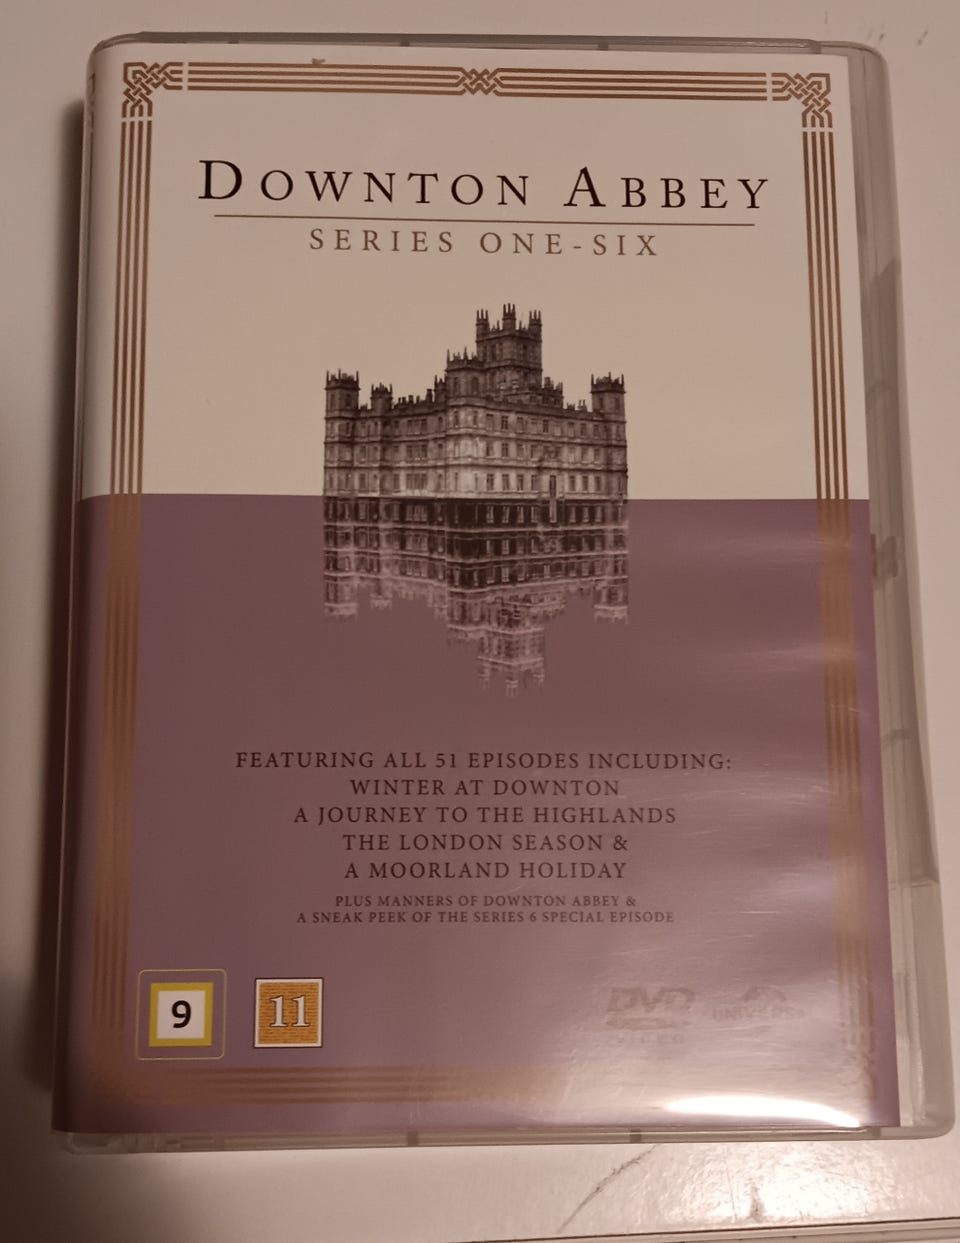 DOWNTON ABBEY
SERIES ONE-SIX
FEATURING ALL 51 EPISODES INCLUDING:
WINTER AT DOWNTON
A JOURNEY TO THE HIGHLANDS
THE LONDON SEASON &
A MOORLAND HOLIDAY
PLUS MANNERS OF DOWNTON ABBEY &
A SNEAK PEEK OF THE SERIES 6 SPECIAL EPISODE
9
11
DVD
VIDEO